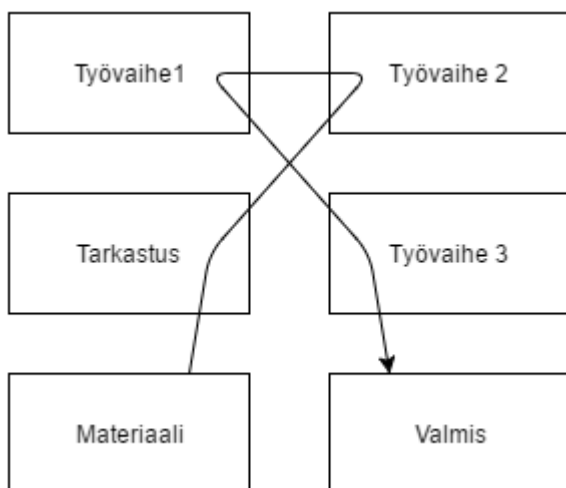 Työvaihe1
Työvaihe 2
Tarkastus
Työvaihe 3
Materiaali
Valmis